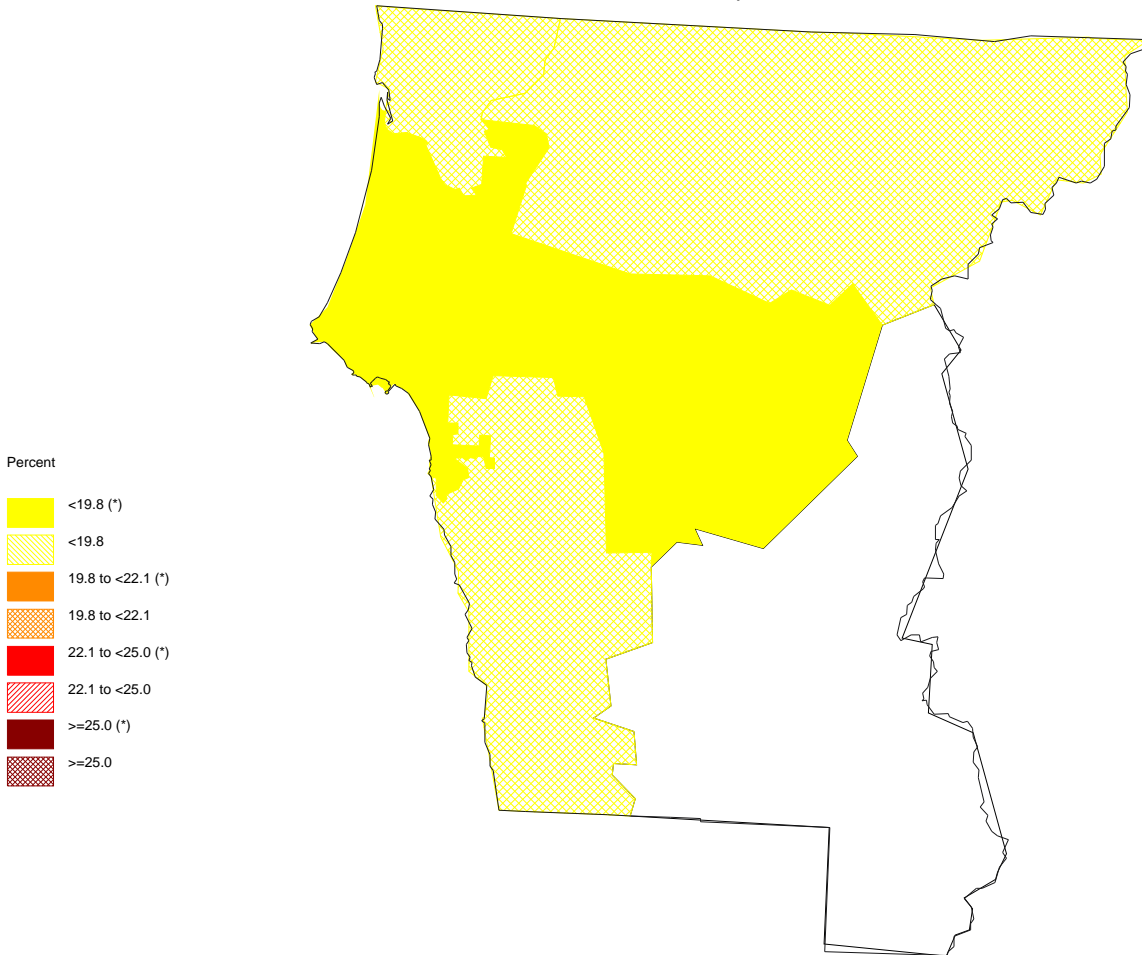 Percent
<19.8 (*)
<19.8
19.8 to <22.1 (*)
19.8 to <22.1
22.1 to <25.0 (*)
22.1 to <25.0
>=25.0 (*)
>=25.0